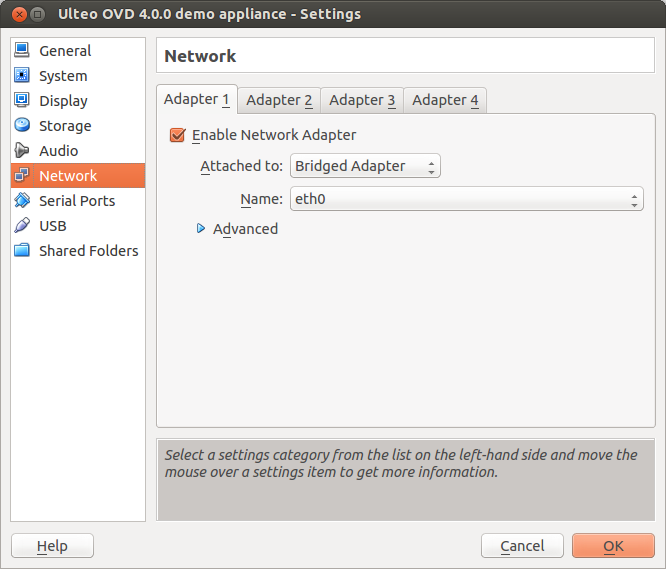 Ulteo OVD 4.0.0 demo appliance - Settings
General
System
Display
Storage
Audio
Network
Serial Ports
USB
Shared Folders
Network
Adapter 1 Adapter 2 Adapter 3 Adapter 4
Enable Network Adapter
Attached to: Bridged Adapter
Name: eth0
Advanced
Select a settings category from the list on the left-hand side and move the
mouse over a settings item to get more information.
Help Cancel OK